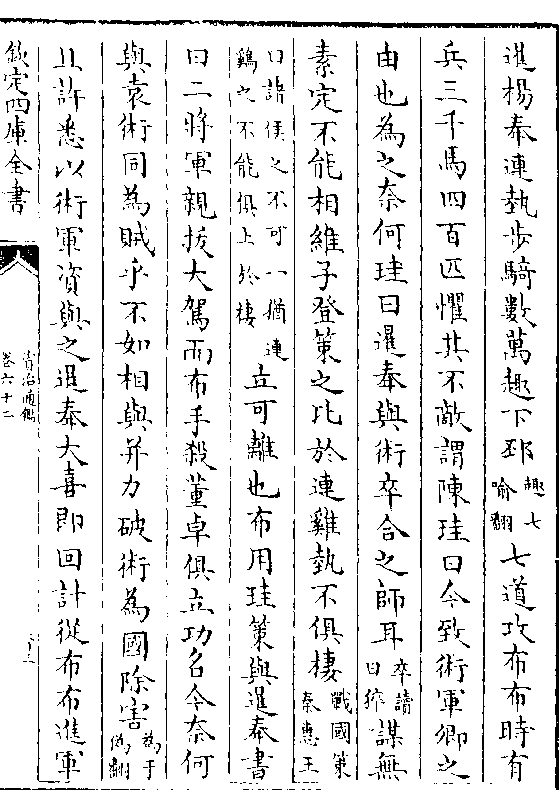 暹楊奉連埶步騎數萬趣下邳趣七喻翻七道攻布布時有
兵三千馬四百匹懼其不敵謂陳珪曰今致術軍卿之
由也為之奈何珪曰暹奉與術卒合之師耳卒讀曰猝謀無
素定不能相維子登策之比於連雞埶不俱棲戰國策秦惠王
曰諸侯之不可一猶連雞之不能俱上於棲立可離也布用珪策與暹奉書
曰二將軍親拔大駕而布手殺董卓俱立功名今奈何
與袁術同為賊乎不如相與并力破術為國除害為于偽翻
且許悉以術軍資與之暹奉大喜即回計從布布進軍
欽定四庫全書
資治通鑑
卷六十二